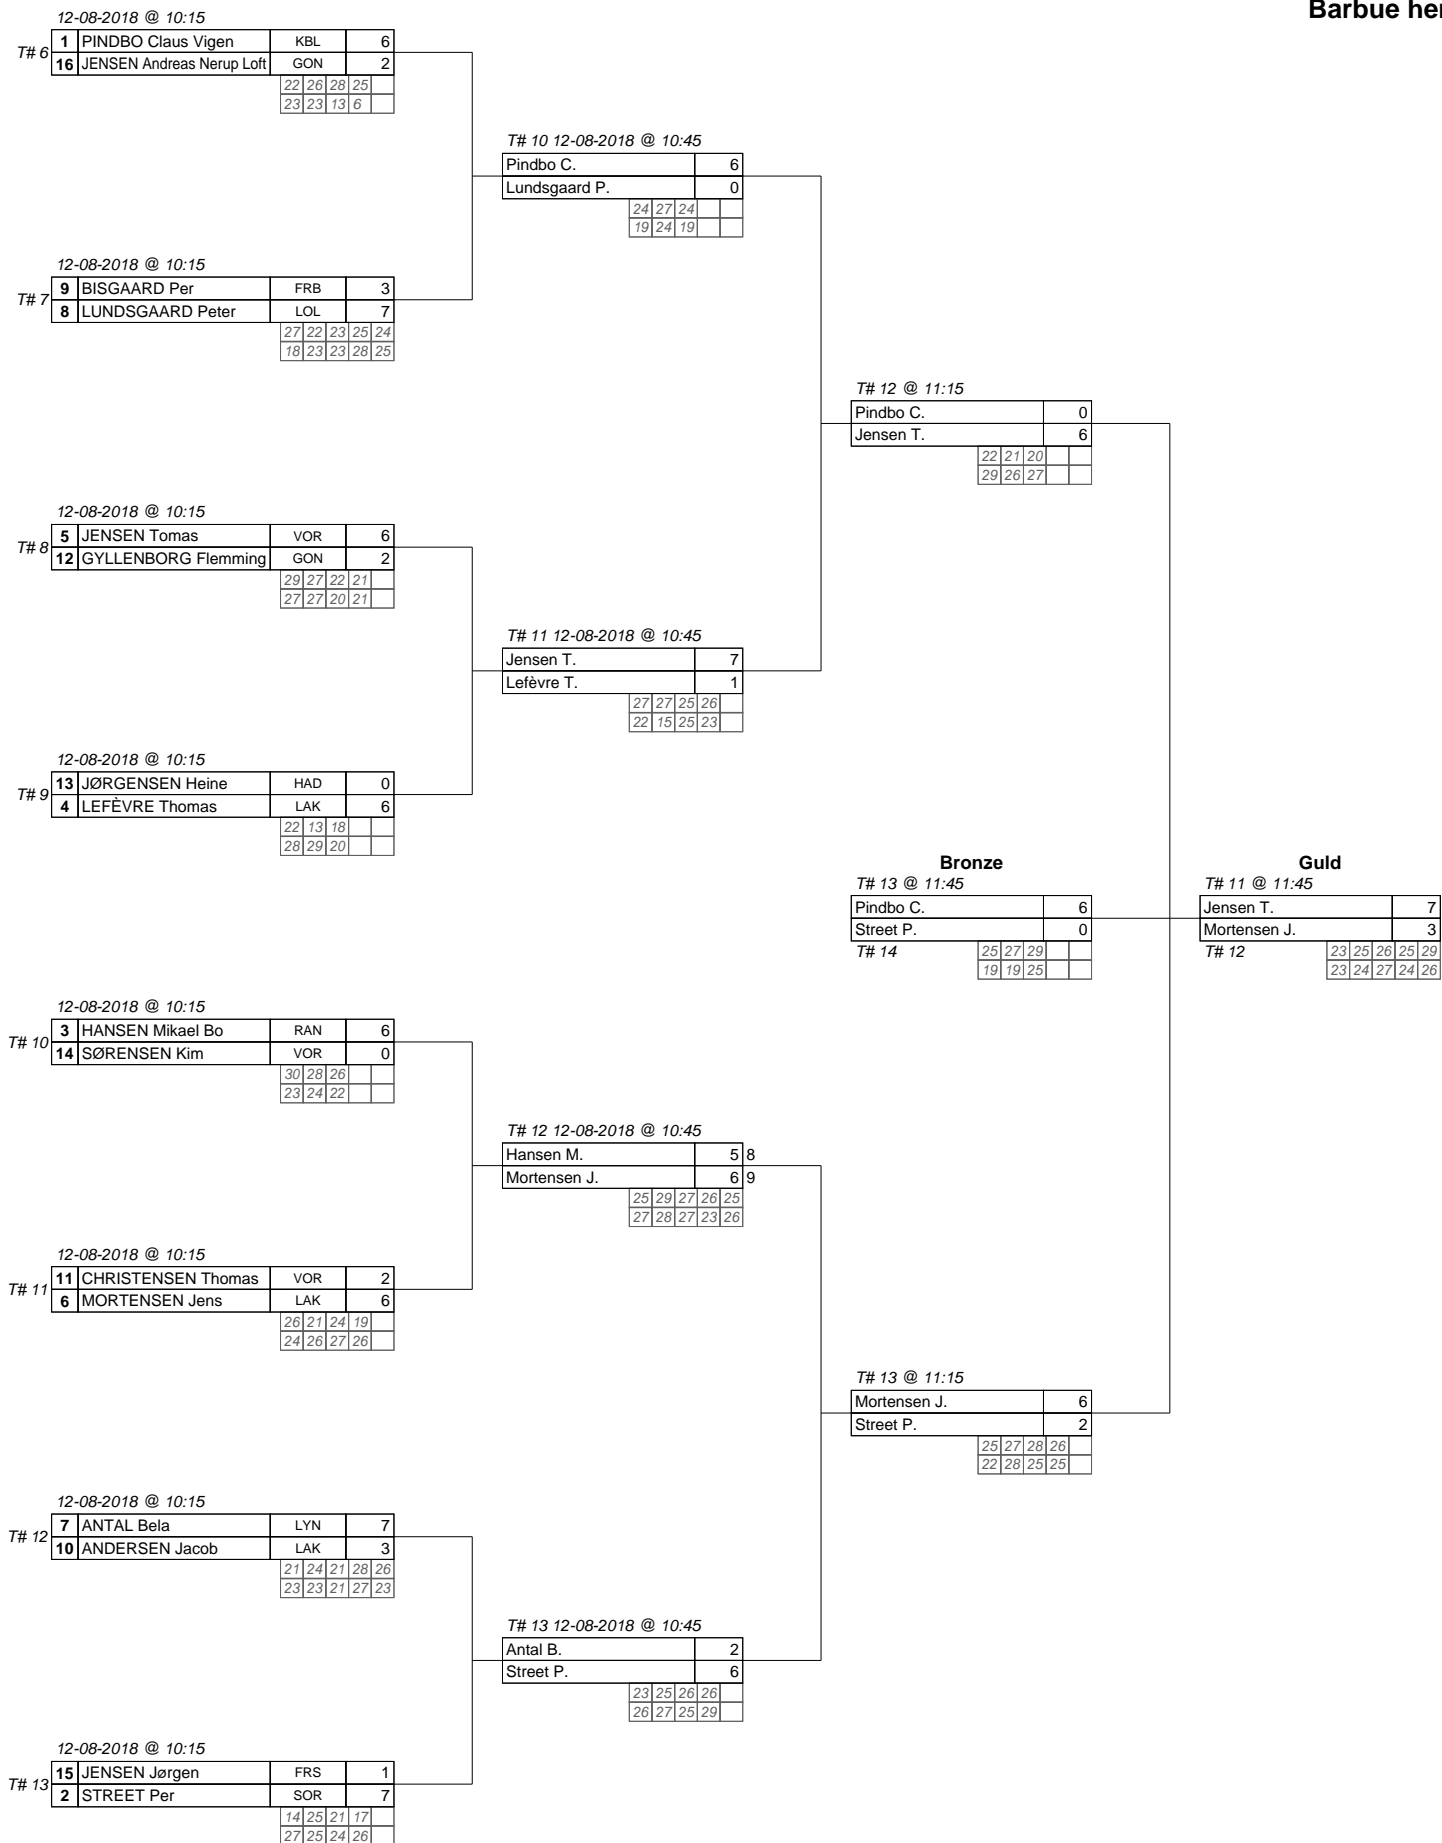 Barbue her
12-08-2018 @ 10:15
T# 6
1 PINDBO Claus Vigen KBL 6
16 JENSEN Andreas Nerup Loft GON 2
22 26 28 25
23 23 13 6
T# 10 12-08-2018 @ 10:45
Pindbo C. 6
Lundsgaard P. 0
24 27 24
19 24 19
12-08-2018 @ 10:15
T# 7
9 BISGAARD Per FRB 3
8 LUNDSGAARD Peter LOL 7
27 22 23 25 24
18 23 23 28 25
T# 12 @ 11:15
Pindbo C. 0
Jensen T. 6
22 21 20
29 26 27
12-08-2018 @ 10:15
T# 8
5 JENSEN Tomas VOR 6
12 GYLLENBORG Flemming GON 2
29 27 22 21
27 27 20 21
T# 11 12-08-2018 @ 10:45
Jensen T. 7
Lefèvre T. 1
27 27 25 26
22 15 25 23
12-08-2018 @ 10:15
T# 9
13 JØRGENSEN Heine HAD 0
4 LEFÈVRE Thomas LAK 6
22 13 18
28 29 20
Bronze
T# 13 @ 11:45
Pindbo C. 6
Street P. 0
T# 14 25 27 29
19 19 25
Guld
T# 11 @ 11:45
Jensen T. 7
Mortensen J. 3
T# 12 23 25 26 25 29
23 24 27 24 26
12-08-2018 @ 10:15
T# 10
3 HANSEN Mikael Bo RAN 6
14 SØRENSEN Kim VOR 0
30 28 26
23 24 22
T# 12 12-08-2018 @ 10:45
Hansen M. 5 8
Mortensen J. 6 9
25 29 27 26 25
27 28 27 23 26
12-08-2018 @ 10:15
T# 11
11 CHRISTENSEN Thomas VOR 2
6 MORTENSEN Jens LAK 6
26 21 24 19
24 26 27 26
T# 13 @ 11:15
Mortensen J. 6
Street P. 2
25 27 28 26
22 28 25 25
12-08-2018 @ 10:15
T# 12
7 ANTAL Bela LYN 7
10 ANDERSEN Jacob LAK 3
21 24 21 28 26
23 23 21 27 23
T# 13 12-08-2018 @ 10:45
Antal B. 2
Street P. 6
23 25 26 26
26 27 25 29
12-08-2018 @ 10:15
T# 13
15 JENSEN Jørgen FRS 1
2 STREET Per SOR 7
14 25 21 17
27 25 24 26